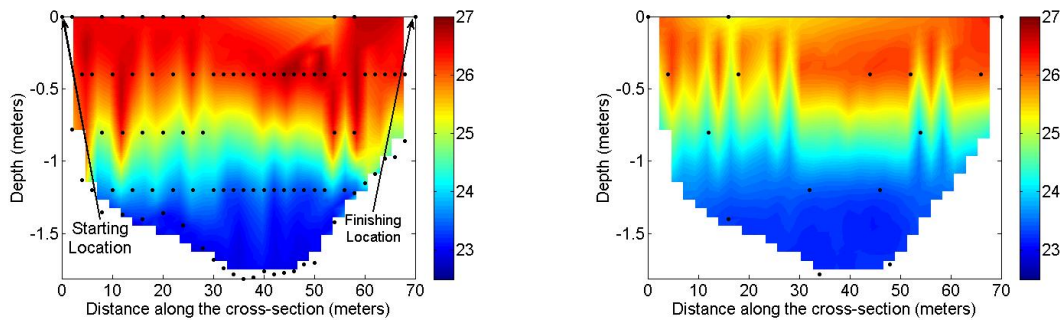 0
-0.5
-1
-1.5
Depth (meters)
Starting
Location
Finishing
Location
0 10 20 30 40 50 60 70
Distance along the cross-section (meters)
27
26
25
24
23
0
-0.5
-1
-1.5
Depth (meters)
0 10 20 30 40 50 60 70
Distance along the cross-section (meters)
27
26
25
24
23